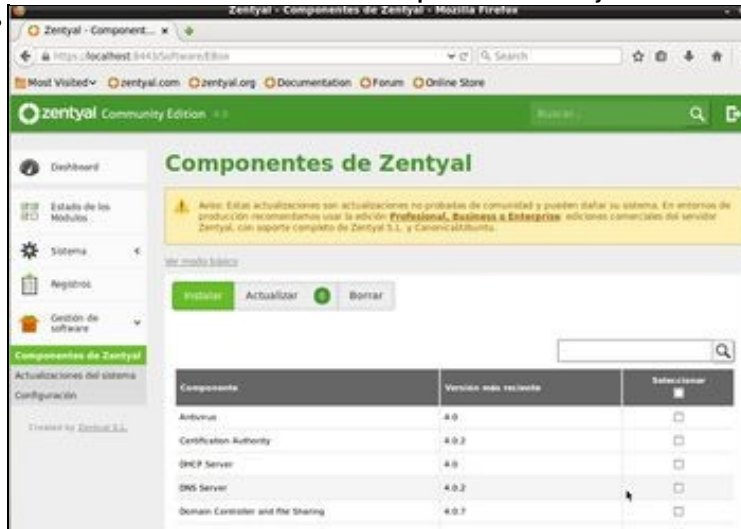 Zentyal - Componentes de Zentyal - Mozilla Firefox
Zentyal - Component...
https://localhost:8443/Software/EBox
Search
Most Visited
zentyal.com
zentyal.org
Documentation
Forum
Online Store
zentyal Community Edition 4.0
Buscar...
Dashboard
Estado de los
Módulos
Sistema
Registros
Gestión de
software
Componentes de Zentyal
Actualizaciones del sistema
Configuración
Created by Zentyal S.L.
Componentes de Zentyal
Aviso: Estas actualizaciones son actualizaciones no probadas de comunidad y pueden dañar su sistema. En entornos de
producción recomendamos usar la edición Profesional, Business o Enterprise: ediciones comerciales del servidor
Zentyal, con soporte completo de Zentyal S.L. y Canonical/Ubuntu.
Ver modo básico
Instalar
Actualizar
Borrar
Componente
Versión más reciente
Seleccionar
Antivirus
4.0
Certification Authority
4.0.2
DHCP Server
4.0
DNS Server
4.0.2
Domain Controller and File Sharing
4.0.7